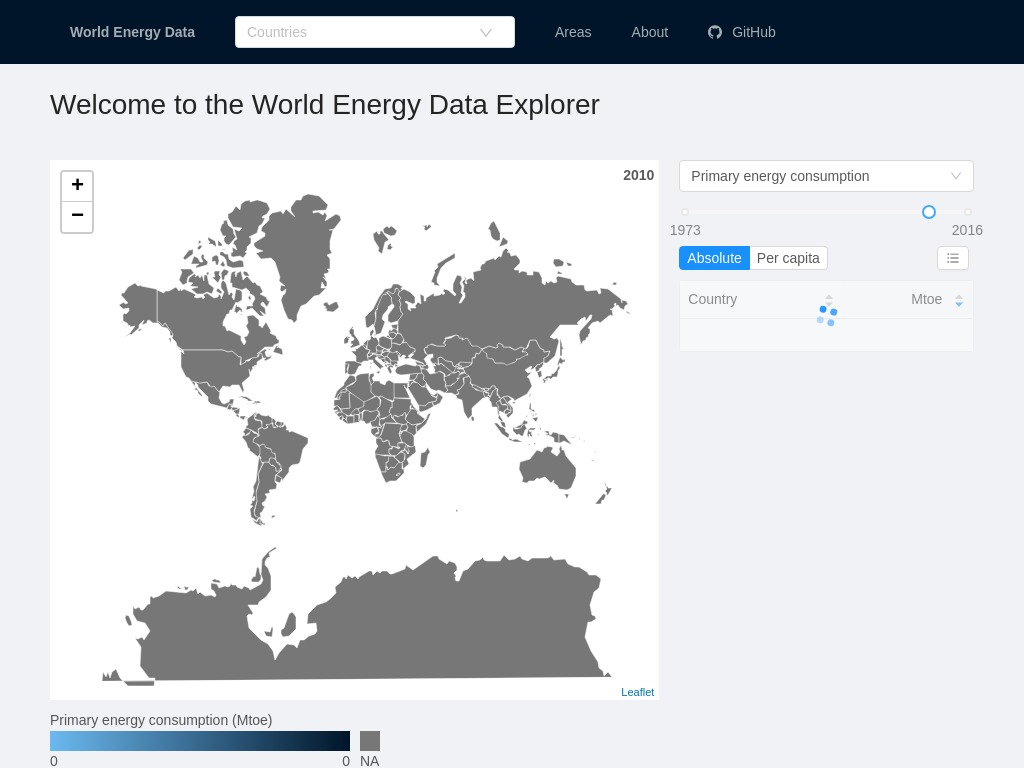 World Energy Data
Countries
Areas
About
GitHub
Welcome to the World Energy Data Explorer
+
−
2010
Primary energy consumption
1973
2016
Absolute
Per capita
Country
Mtoe
Leaflet
Primary energy consumption (Mtoe)
0
0
NA